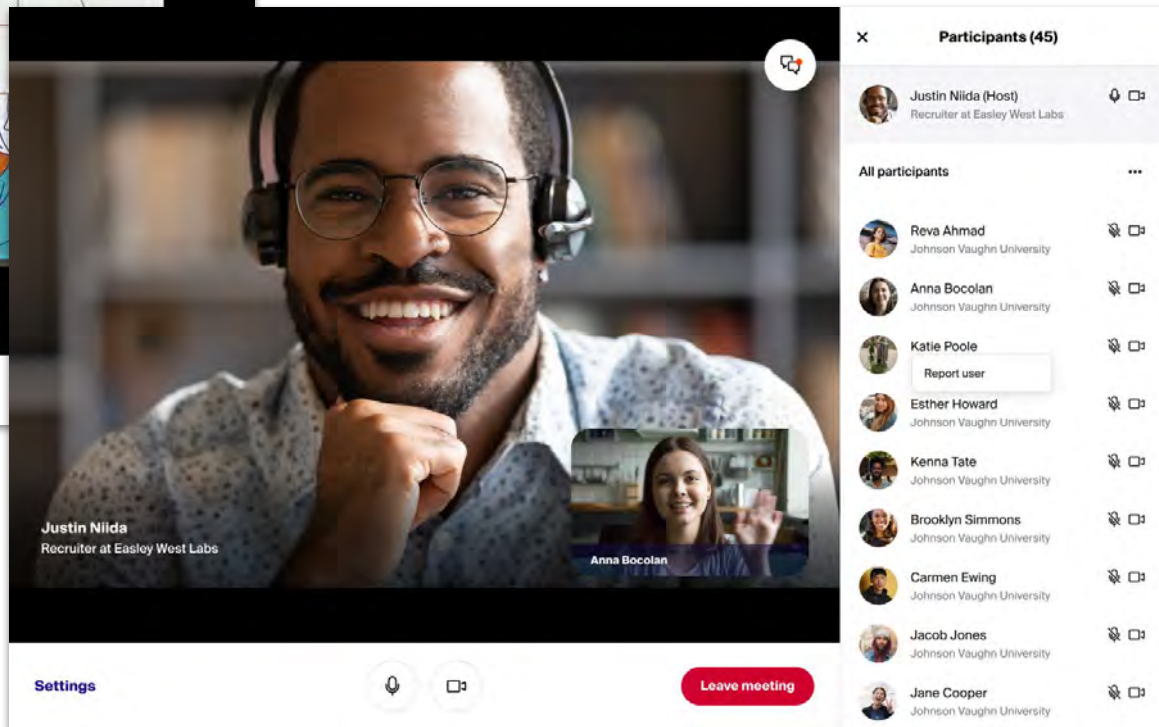 Participants (45)
Justin Niida (Host)
Recruiter at Easley West Labs
All participants
Reva Ahmad
Johnson Vaughn University
Anna Bocolan
Johnson Vaughn University
Katie Poole
Report user
Esther Howard
Johnson Vaughn University
Kenna Tate
Johnson Vaughn University
Brooklyn Simmons
Johnson Vaughn University
Carmen Ewing
Johnson Vaughn University
Jacob Jones
Johnson Vaughn University
Jane Cooper
Johnson Vaughn University
Justin Niida
Recruiter at Easley West Labs
Anna Bocolan
Settings
Leave meeting